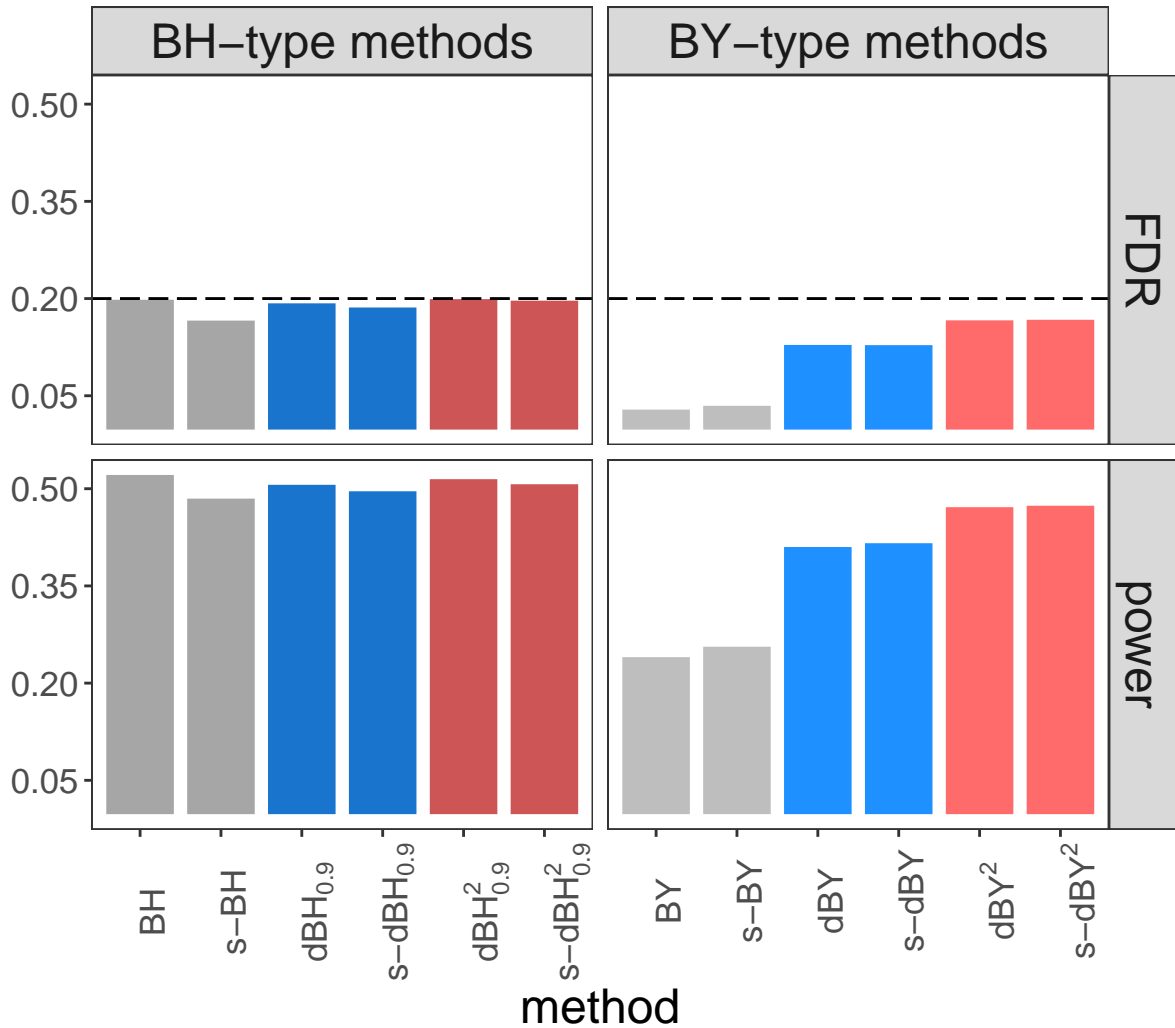 BH−type methods
BY−type methods
0.50
0.35
0.20
0.05
FDR
0.50
0.35
0.20
0.05
power
BH
s−BH
dBH₀.₉
s−dBH₀.₉
dBH²₀.₉
s−dBH²₀.₉
BY
s−BY
dBY
s−dBY
dBY²
s−dBY²
method